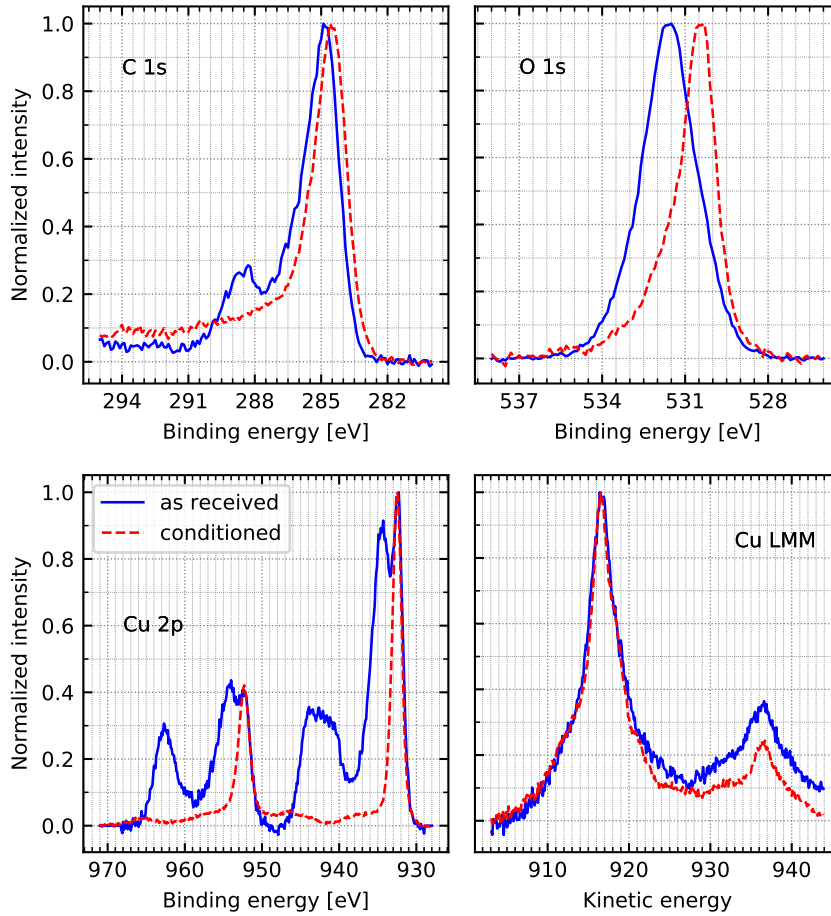 C 1s
O 1s
Normalized intensity
1.0
0.8
0.6
0.4
0.2
0.0
294
291
288
285
282
537
534
531
528
Binding energy [eV]
Binding energy [eV]
as received
conditioned
Cu 2p
Cu LMM
Normalized intensity
1.0
0.8
0.6
0.4
0.2
0.0
970
960
950
940
930
910
920
930
940
Binding energy [eV]
Kinetic energy